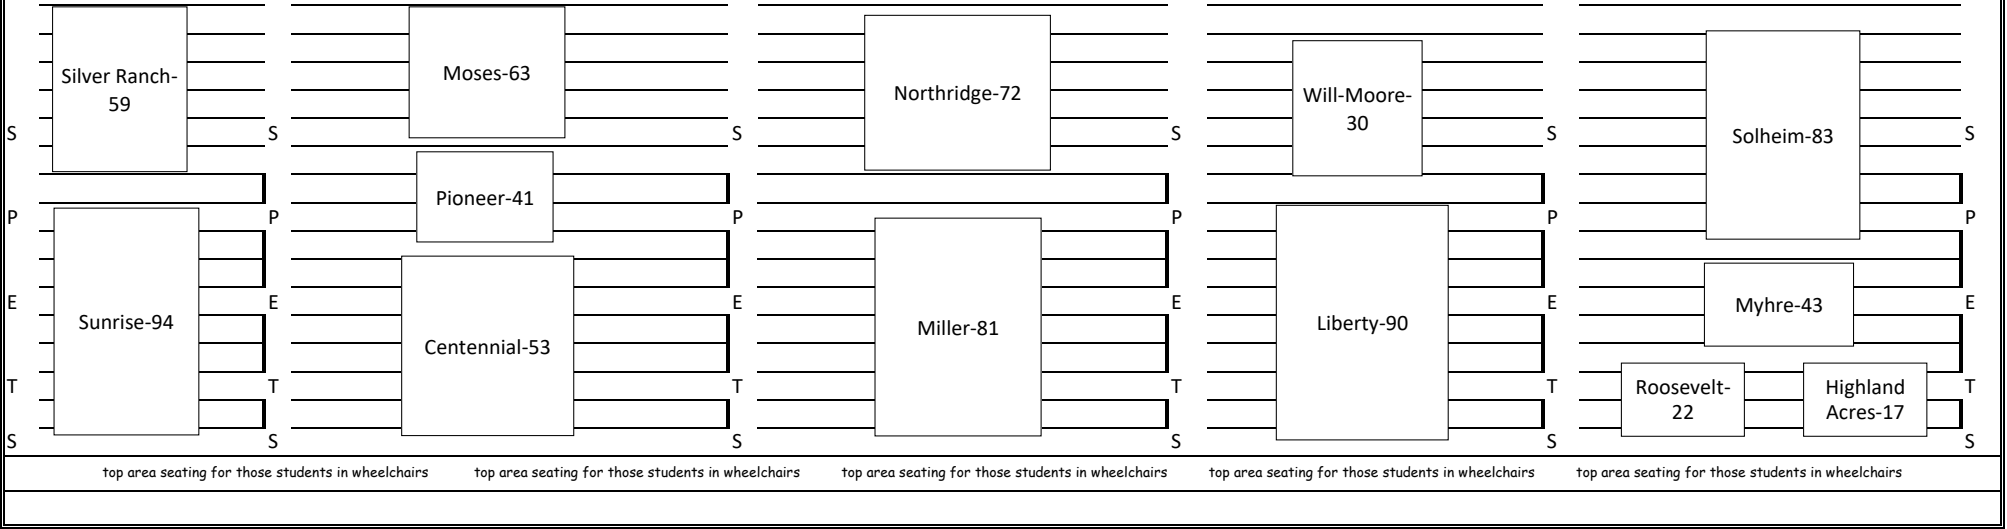 Silver Ranch-
59
Moses-63
Northridge-72
Will-Moore-
30
Solheim-83
S S S S S S
Pioneer-41
P P P P P P
Sunrise-94
Centennial-53
Miller-81
Liberty-90
Myhre-43
E E E E E E
Roosevelt-
22
Highland
Acres-17
T T T T T T
S S S S S S
top area seating for those students in wheelchairs top area seating for those students in wheelchairs top area seating for those students in wheelchairs top area seating for those students in wheelchairs top area seating for those students in wheelchairs